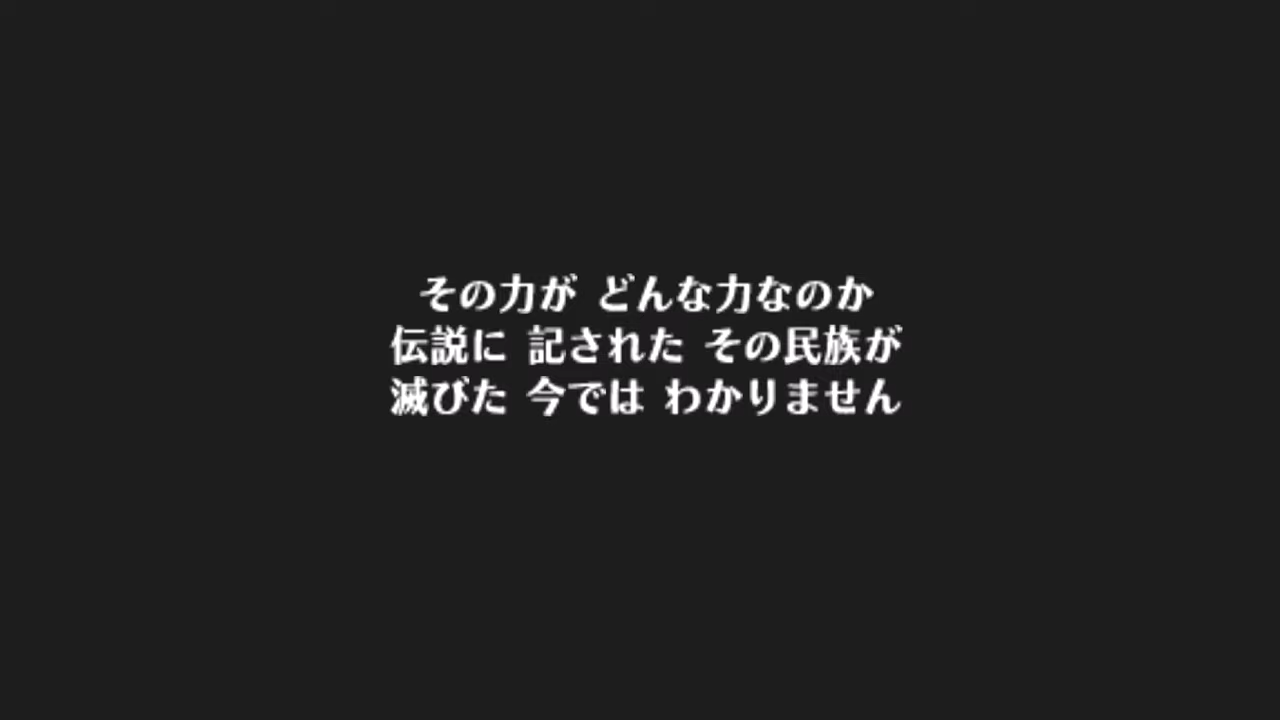 その力が どんな力なのか
伝説に 記された その民族が
滅びた 今では わかりません